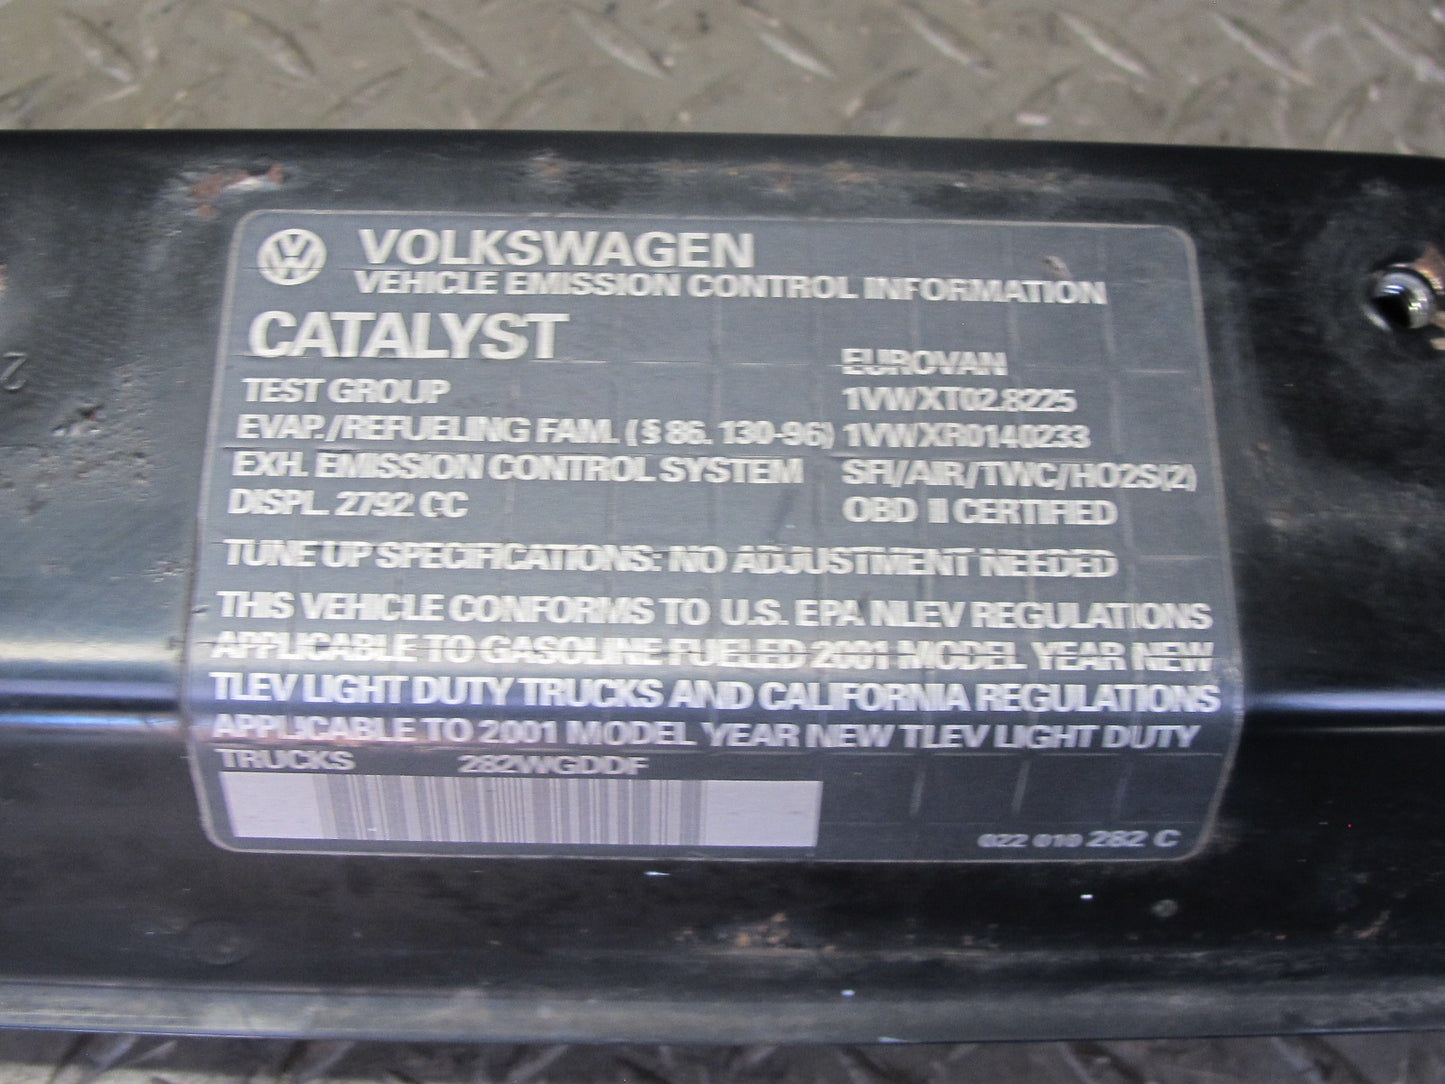 VOLKSWAGEN
VEHICLE EMISSION CONTROL INFORMATION
CATALYST
EUROVAN
TEST GROUP 1VWXT02.8225
EVAP./REFUELING FAM. (§ 86. 130-96) 1VWXR0140233
EXH. EMISSION CONTROL SYSTEM SFI/AIR/TWC/HO2S(2)
DISPL. 2792 CC OBD II CERTIFIED
TUNE UP SPECIFICATIONS: NO ADJUSTMENT NEEDED
THIS VEHICLE CONFORMS TO U.S. EPA NLEV REGULATIONS
APPLICABLE TO GASOLINE FUELED 2001 MODEL YEAR NEW
TLEV LIGHT DUTY TRUCKS AND CALIFORNIA REGULATIONS
APPLICABLE TO 2001 MODEL YEAR NEW TLEV LIGHT DUTY
TRUCKS 282WGDDF
022 010 282 C